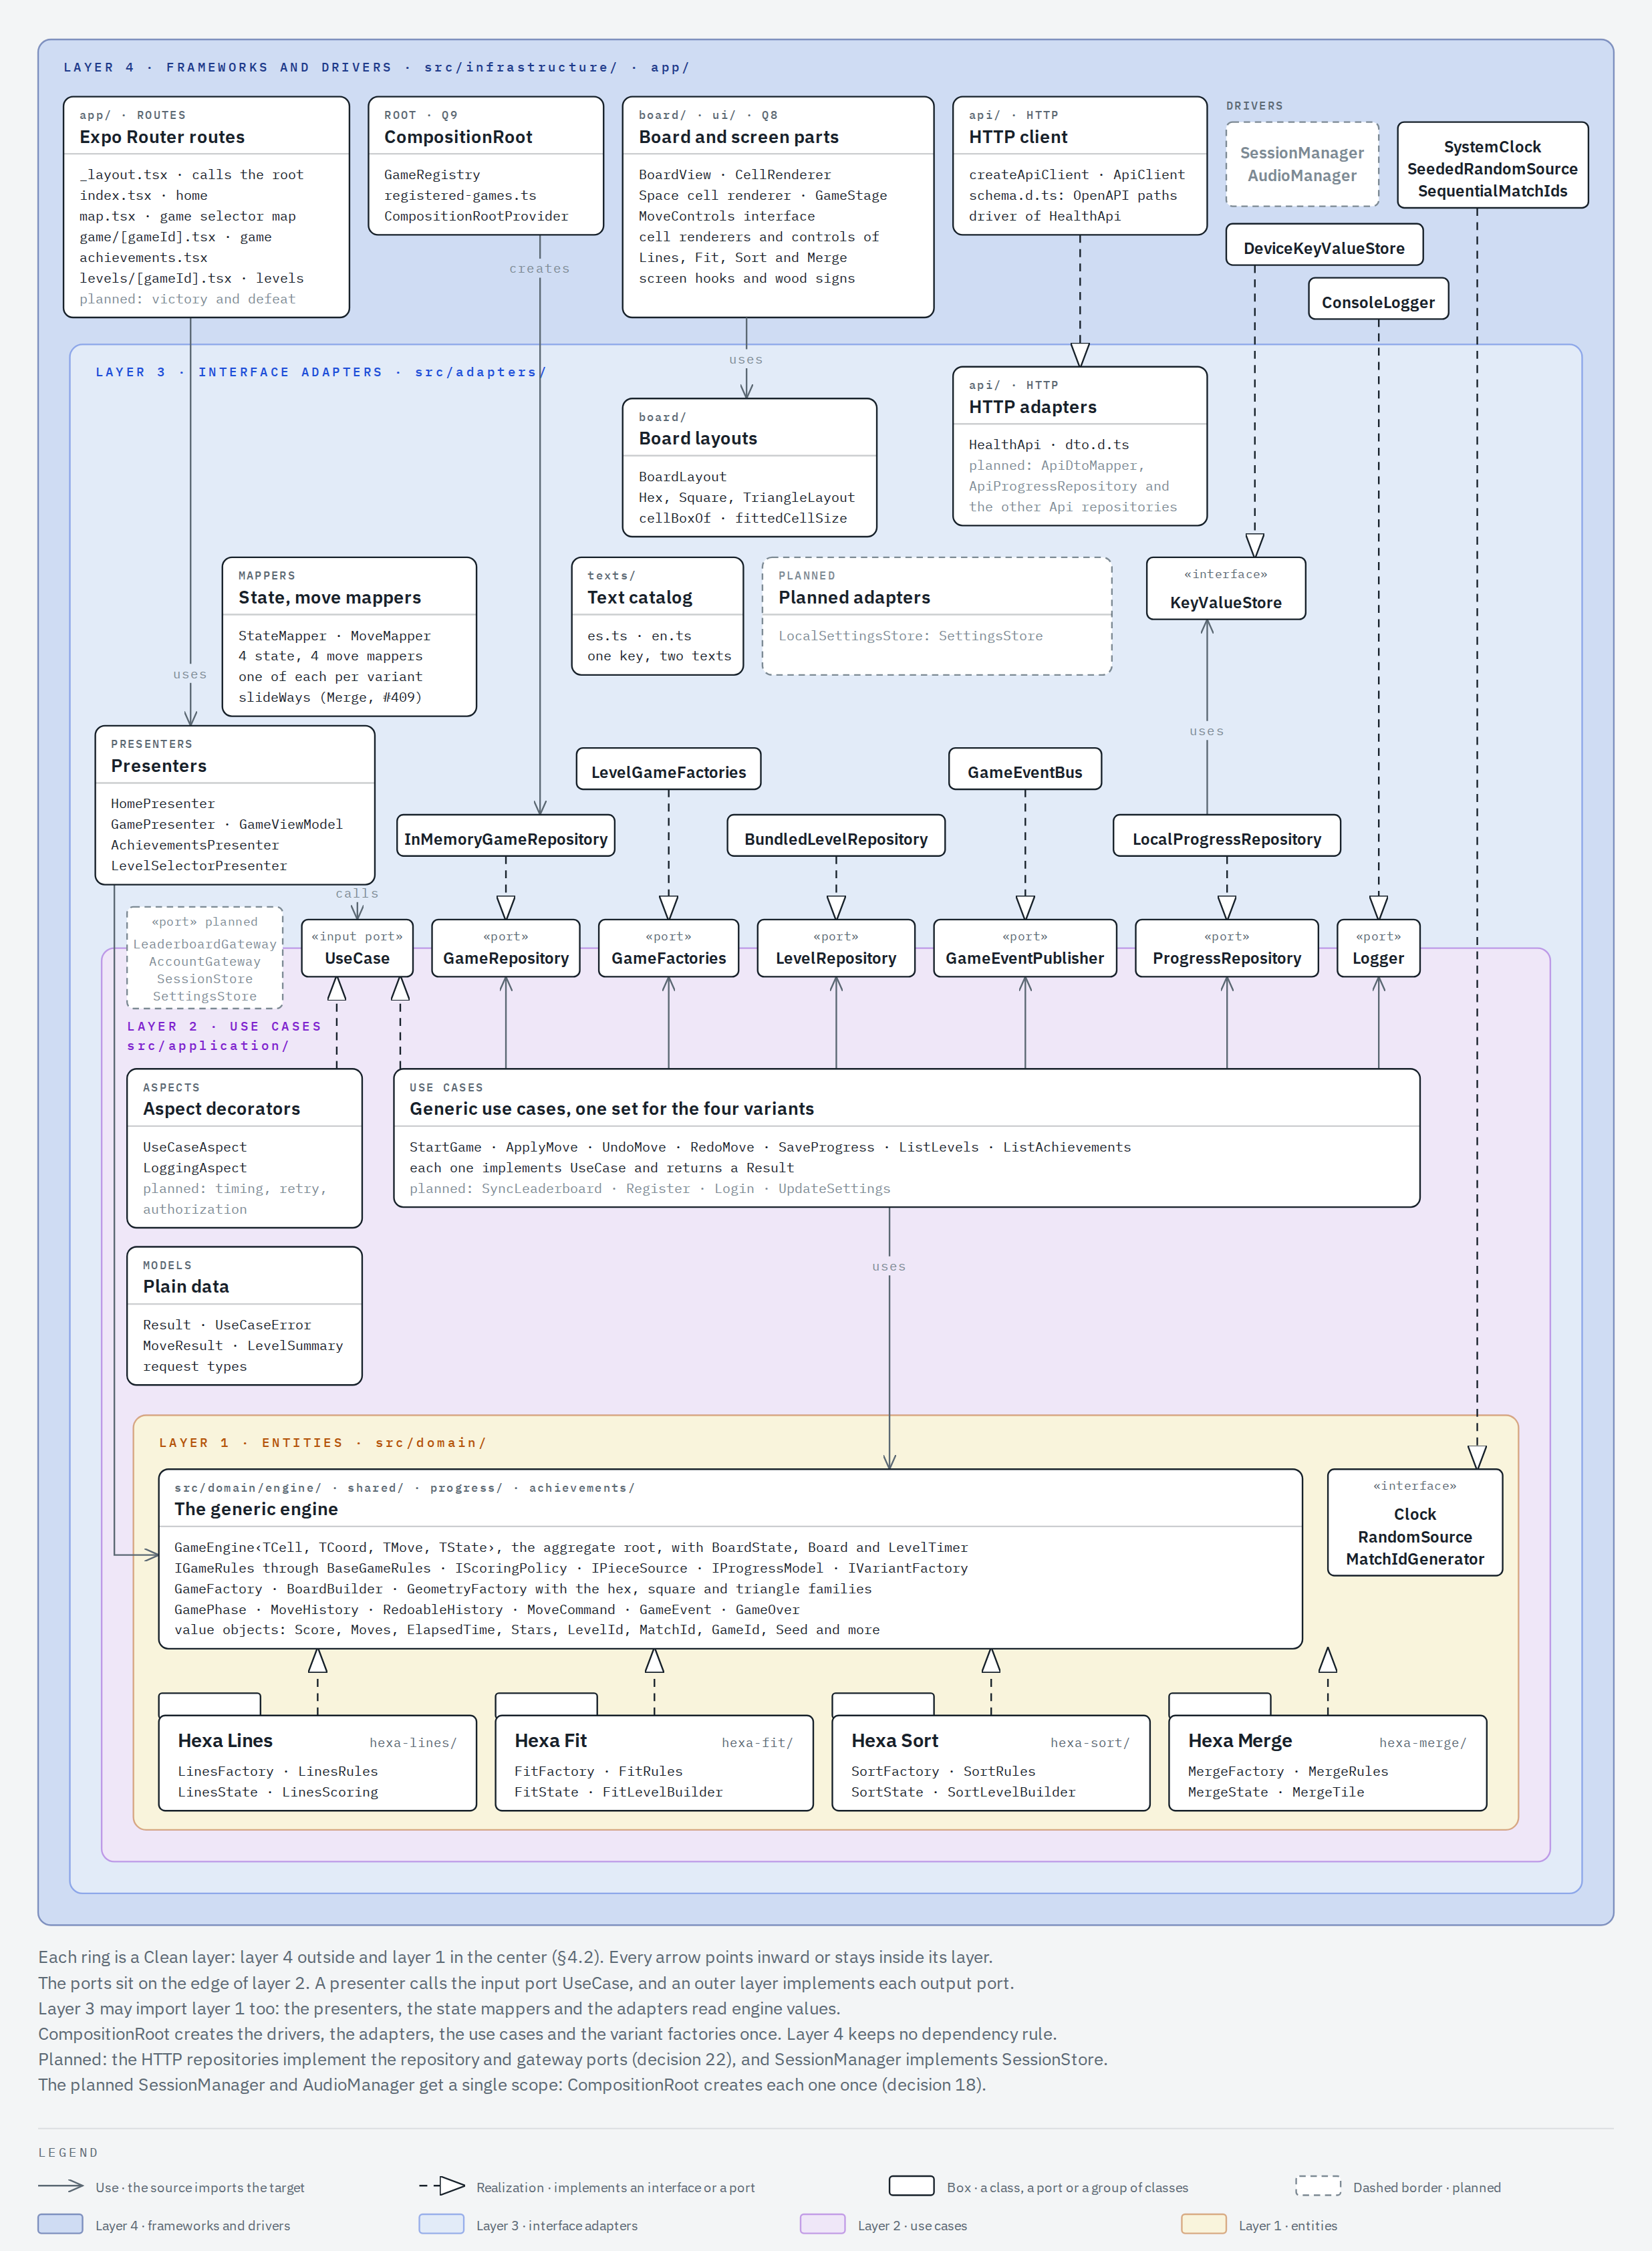 LAYER 4 · FRAMEWORKS AND DRIVERS · src/infrastructure/ · app/
app/ · ROUTES
Expo Router routes
_layout.tsx · calls the root
index.tsx · home
map.tsx · game selector map
game/[gameId].tsx · game
achievements.tsx
levels/[gameId].tsx · levels
planned: victory and defeat
ROOT · Q9
CompositionRoot
GameRegistry
registered-games.ts
CompositionRootProvider
board/ · ui/ · Q8
Board and screen parts
BoardView · CellRenderer
Space cell renderer · GameStage
MoveControls interface
cell renderers and controls of
Lines, Fit, Sort and Merge
screen hooks and wood signs
api/ · HTTP
HTTP client
createApiClient · ApiClient
schema.d.ts: OpenAPI paths
driver of HealthApi
DRIVERS
SessionManager
AudioManager
SystemClock
SeededRandomSource
SequentialMatchIds
DeviceKeyValueStore
ConsoleLogger
creates
uses
LAYER 3 · INTERFACE ADAPTERS · src/adapters/
board/
Board layouts
BoardLayout
Hex, Square, TriangleLayout
cellBoxOf · fittedCellSize
api/ · HTTP
HTTP adapters
HealthApi · dto.d.ts
planned: ApiDtoMapper,
ApiProgressRepository and
the other Api repositories
MAPPERS
State, move mappers
StateMapper · MoveMapper
4 state, 4 move mappers
one of each per variant
slideWays (Merge, #409)
texts/
Text catalog
es.ts · en.ts
one key, two texts
PLANNED
Planned adapters
LocalSettingsStore: SettingsStore
«interface»
KeyValueStore
uses
uses
PRESENTERS
Presenters
HomePresenter
GamePresenter · GameViewModel
AchievementsPresenter
LevelSelectorPresenter
LevelGameFactories
GameEventBus
InMemoryGameRepository
BundledLevelRepository
LocalProgressRepository
calls
«port» planned
LeaderboardGateway
AccountGateway
SessionStore
SettingsStore
«input port»
UseCase
«port»
GameRepository
«port»
GameFactories
«port»
LevelRepository
«port»
GameEventPublisher
«port»
ProgressRepository
«port»
Logger
LAYER 2 · USE CASES
src/application/
ASPECTS
Aspect decorators
UseCaseAspect
LoggingAspect
planned: timing, retry,
authorization
USE CASES
Generic use cases, one set for the four variants
StartGame · ApplyMove · UndoMove · RedoMove · SaveProgress · ListLevels · ListAchievements
each one implements UseCase and returns a Result
planned: SyncLeaderboard · Register · Login · UpdateSettings
MODELS
Plain data
Result · UseCaseError
MoveResult · LevelSummary
request types
uses
LAYER 1 · ENTITIES · src/domain/
src/domain/engine/ · shared/ · progress/ · achievements/
The generic engine
GameEngine‹TCell, TCoord, TMove, TState›, the aggregate root, with BoardState, Board and LevelTimer
IGameRules through BaseGameRules · IScoringPolicy · IPieceSource · IProgressModel · IVariantFactory
GameFactory · BoardBuilder · GeometryFactory with the hex, square and triangle families
GamePhase · MoveHistory · RedoableHistory · MoveCommand · GameEvent · GameOver
value objects: Score, Moves, ElapsedTime, Stars, LevelId, MatchId, GameId, Seed and more
«interface»
Clock
RandomSource
MatchIdGenerator
Hexa Lines hexa-lines/
LinesFactory · LinesRules
LinesState · LinesScoring
Hexa Fit hexa-fit/
FitFactory · FitRules
FitState · FitLevelBuilder
Hexa Sort hexa-sort/
SortFactory · SortRules
SortState · SortLevelBuilder
Hexa Merge hexa-merge/
MergeFactory · MergeRules
MergeState · MergeTile
Each ring is a Clean layer: layer 4 outside and layer 1 in the center (§4.2). Every arrow points inward or stays inside its layer.
The ports sit on the edge of layer 2. A presenter calls the input port UseCase, and an outer layer implements each output port.
Layer 3 may import layer 1 too: the presenters, the state mappers and the adapters read engine values.
CompositionRoot creates the drivers, the adapters, the use cases and the variant factories once. Layer 4 keeps no dependency rule.
Planned: the HTTP repositories implement the repository and gateway ports (decision 22), and SessionManager implements SessionStore.
The planned SessionManager and AudioManager get a single scope: CompositionRoot creates each one once (decision 18).
LEGEND
Use · the source imports the target
Realization · implements an interface or a port
Box · a class, a port or a group of classes
Dashed border · planned
Layer 4 · frameworks and drivers
Layer 3 · interface adapters
Layer 2 · use cases
Layer 1 · entities